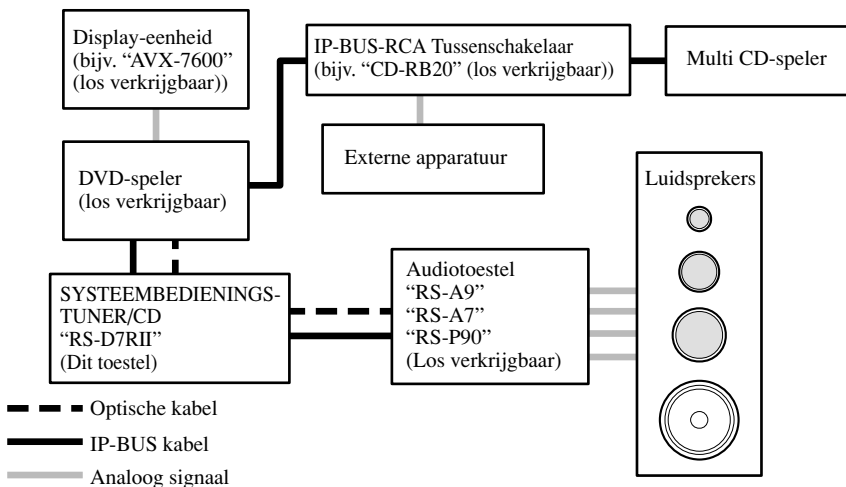 Display-eenheid
(bijv. “AVX-7600”
(los verkrijgbaar))
IP-BUS-RCA Tussenschakelaar
(bijv. “CD-RB20” (los verkrijgbaar))
Multi CD-speler
Externe apparatuur
DVD-speler
(los verkrijgbaar)
Luidsprekers
SYSTEEMBEDIENINGS-
TUNER/CD
“RS-D7RII”
(Dit toestel)
Audiotoestel
“RS-A9”
“RS-A7”
“RS-P90”
(Los verkrijgbaar)
Optische kabel
IP-BUS kabel
Analoog signaal